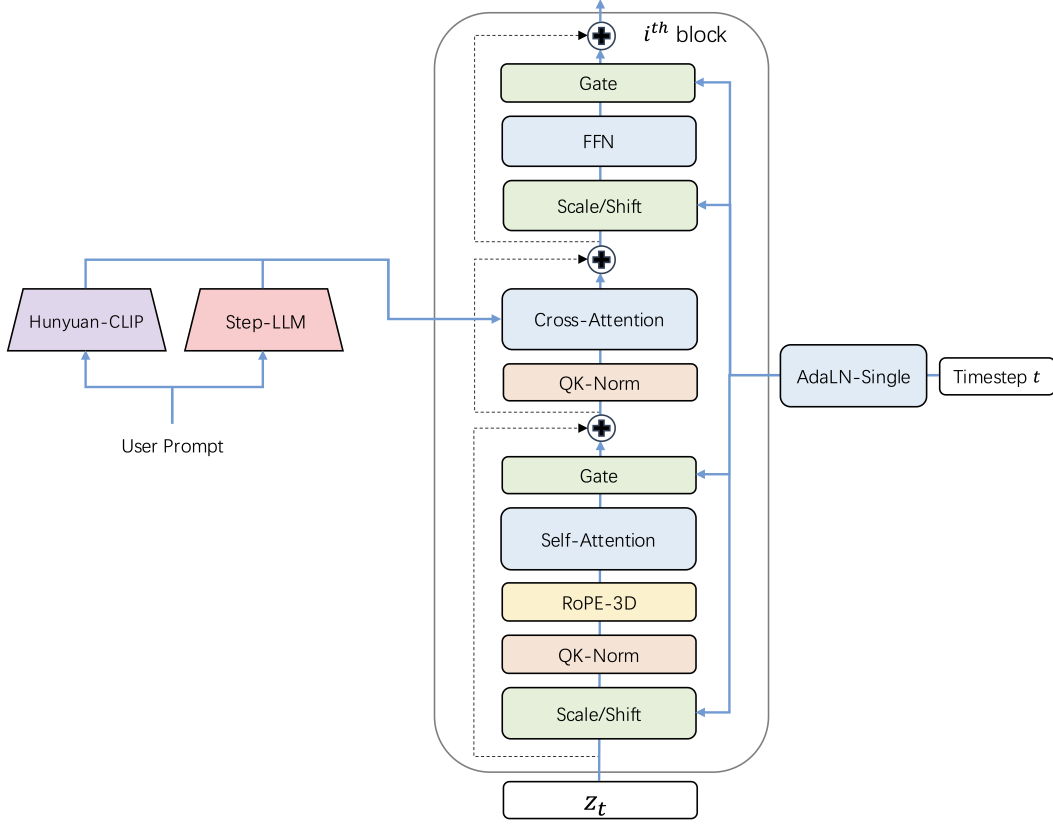 i^{th} block
Gate
FFN
Scale/Shift
Hunyuan-CLIP
Step-LLM
Cross-Attention
QK-Norm
AdaLN-Single
Timestep t
User Prompt
Gate
Self-Attention
RoPE-3D
QK-Norm
Scale/Shift
z_t